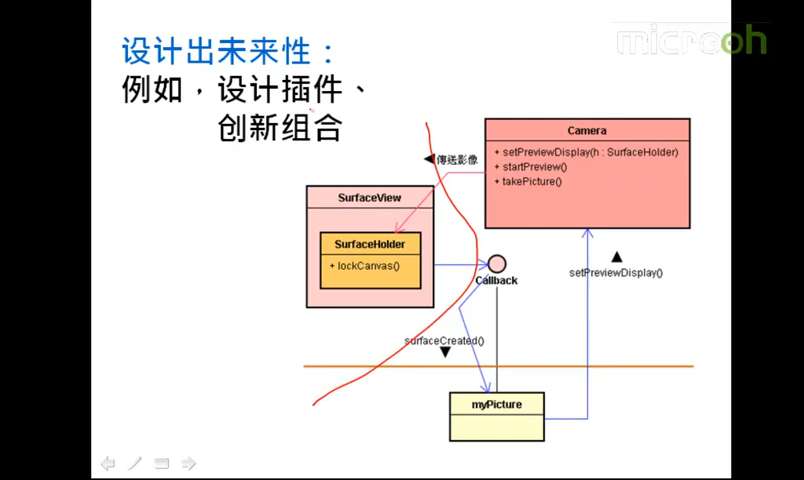 microoh
设计出未来性：
例如，设计插件、
创新组合
Camera
+ setPreviewDisplay(h : SurfaceHolder)
+ startPreview()
+ takePicture()
傳送影像
SurfaceView
SurfaceHolder
+ lockCanvas()
Callback
setPreviewDisplay()
surfaceCreated()
myPicture